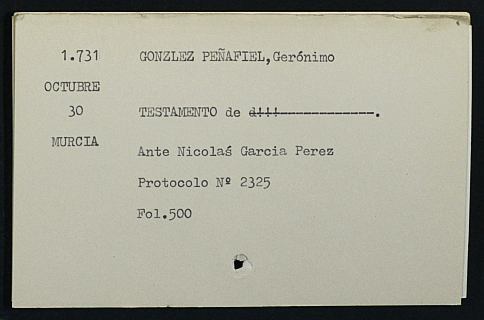 1.731 GONZLEZ PEÑAFIEL,Gerónimo
OCTUBRE
30 TESTAMENTO de d!!!-------------.
MURCIA
Ante Nicolaś Garcia Perez
Protocolo Nº 2325
Fol.500